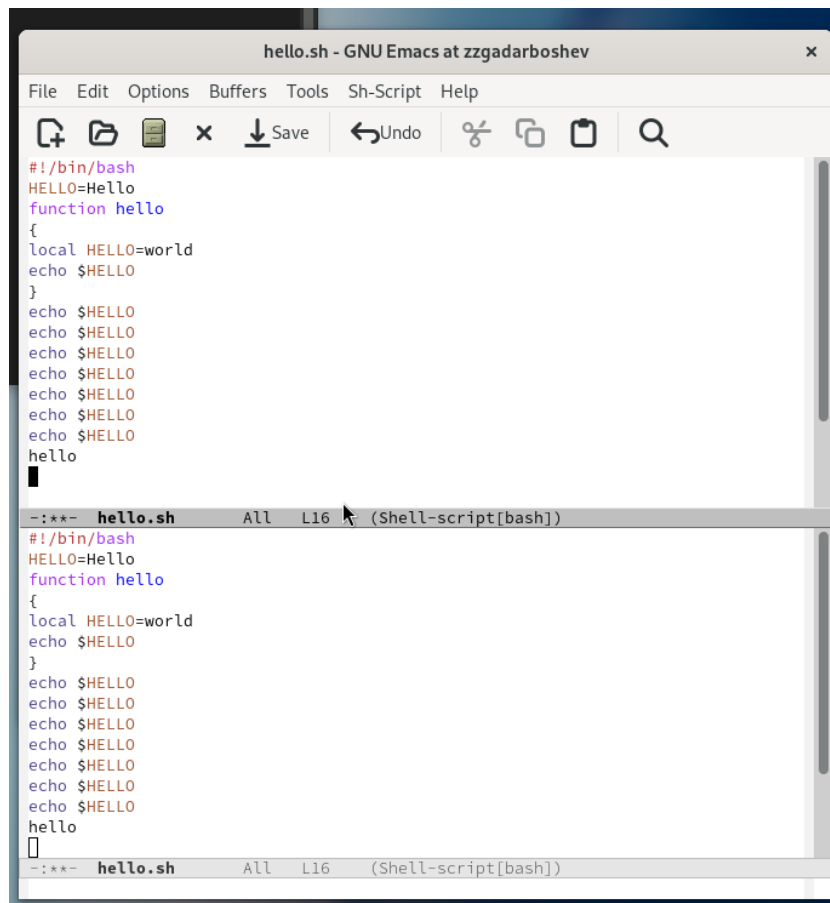 hello.sh - GNU Emacs at zzgadarboshev
File Edit Options Buffers Tools Sh-Script Help
Save Undo
#!/bin/bash
HELLO=Hello
function hello
{
local HELLO=world
echo $HELLO
}
echo $HELLO
echo $HELLO
echo $HELLO
echo $HELLO
echo $HELLO
echo $HELLO
echo $HELLO
hello
-:**- hello.sh All L16 (Shell-script[bash])
#!/bin/bash
HELLO=Hello
function hello
{
local HELLO=world
echo $HELLO
}
echo $HELLO
echo $HELLO
echo $HELLO
echo $HELLO
echo $HELLO
echo $HELLO
echo $HELLO
hello
-:**- hello.sh All L16 (Shell-script[bash])